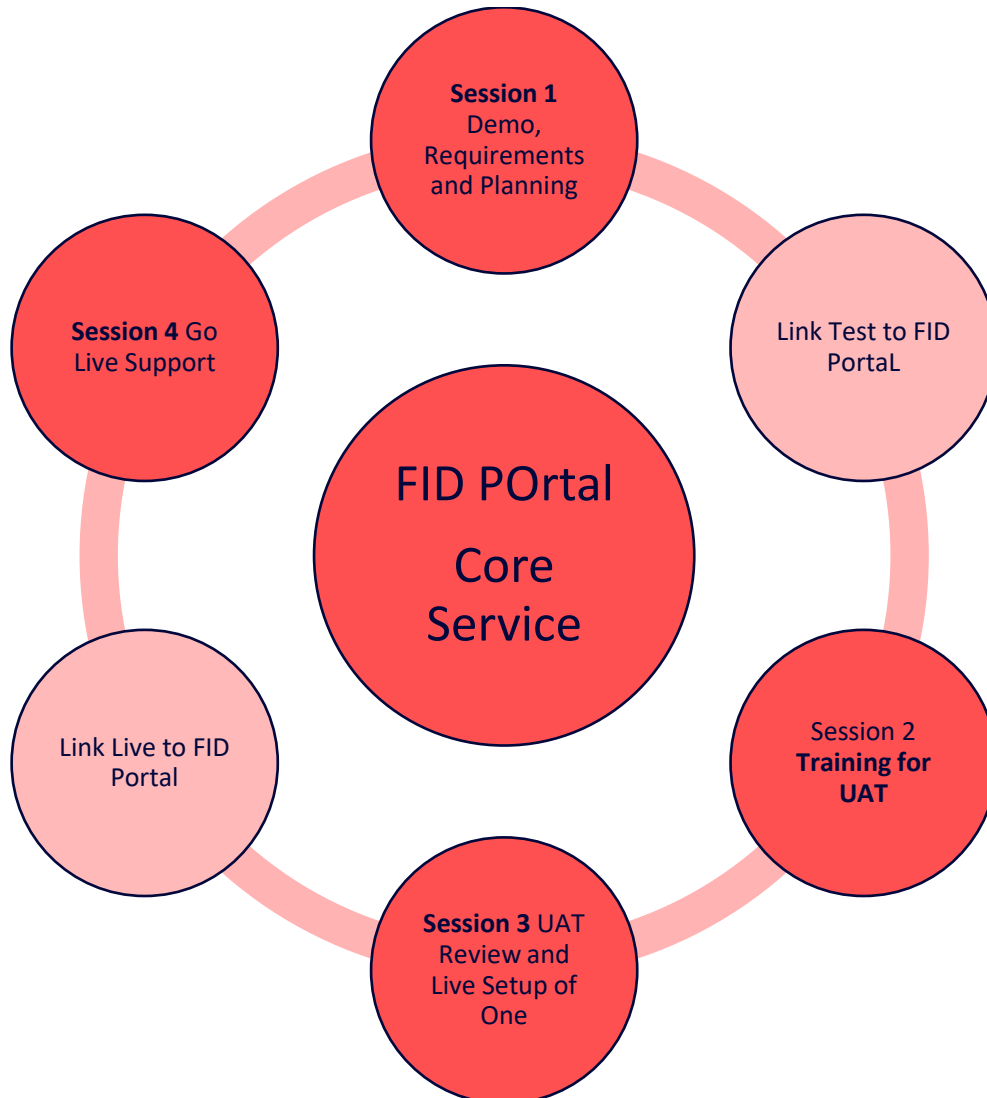 Session 1
Demo,
Requirements
and Planning
Link Test to FID
PortaL
Session 2
Training for
UAT
Session 3 UAT
Review and
Live Setup of
One
Link Live to FID
Portal
Session 4 Go
Live Support
FID POrtal
Core
Service